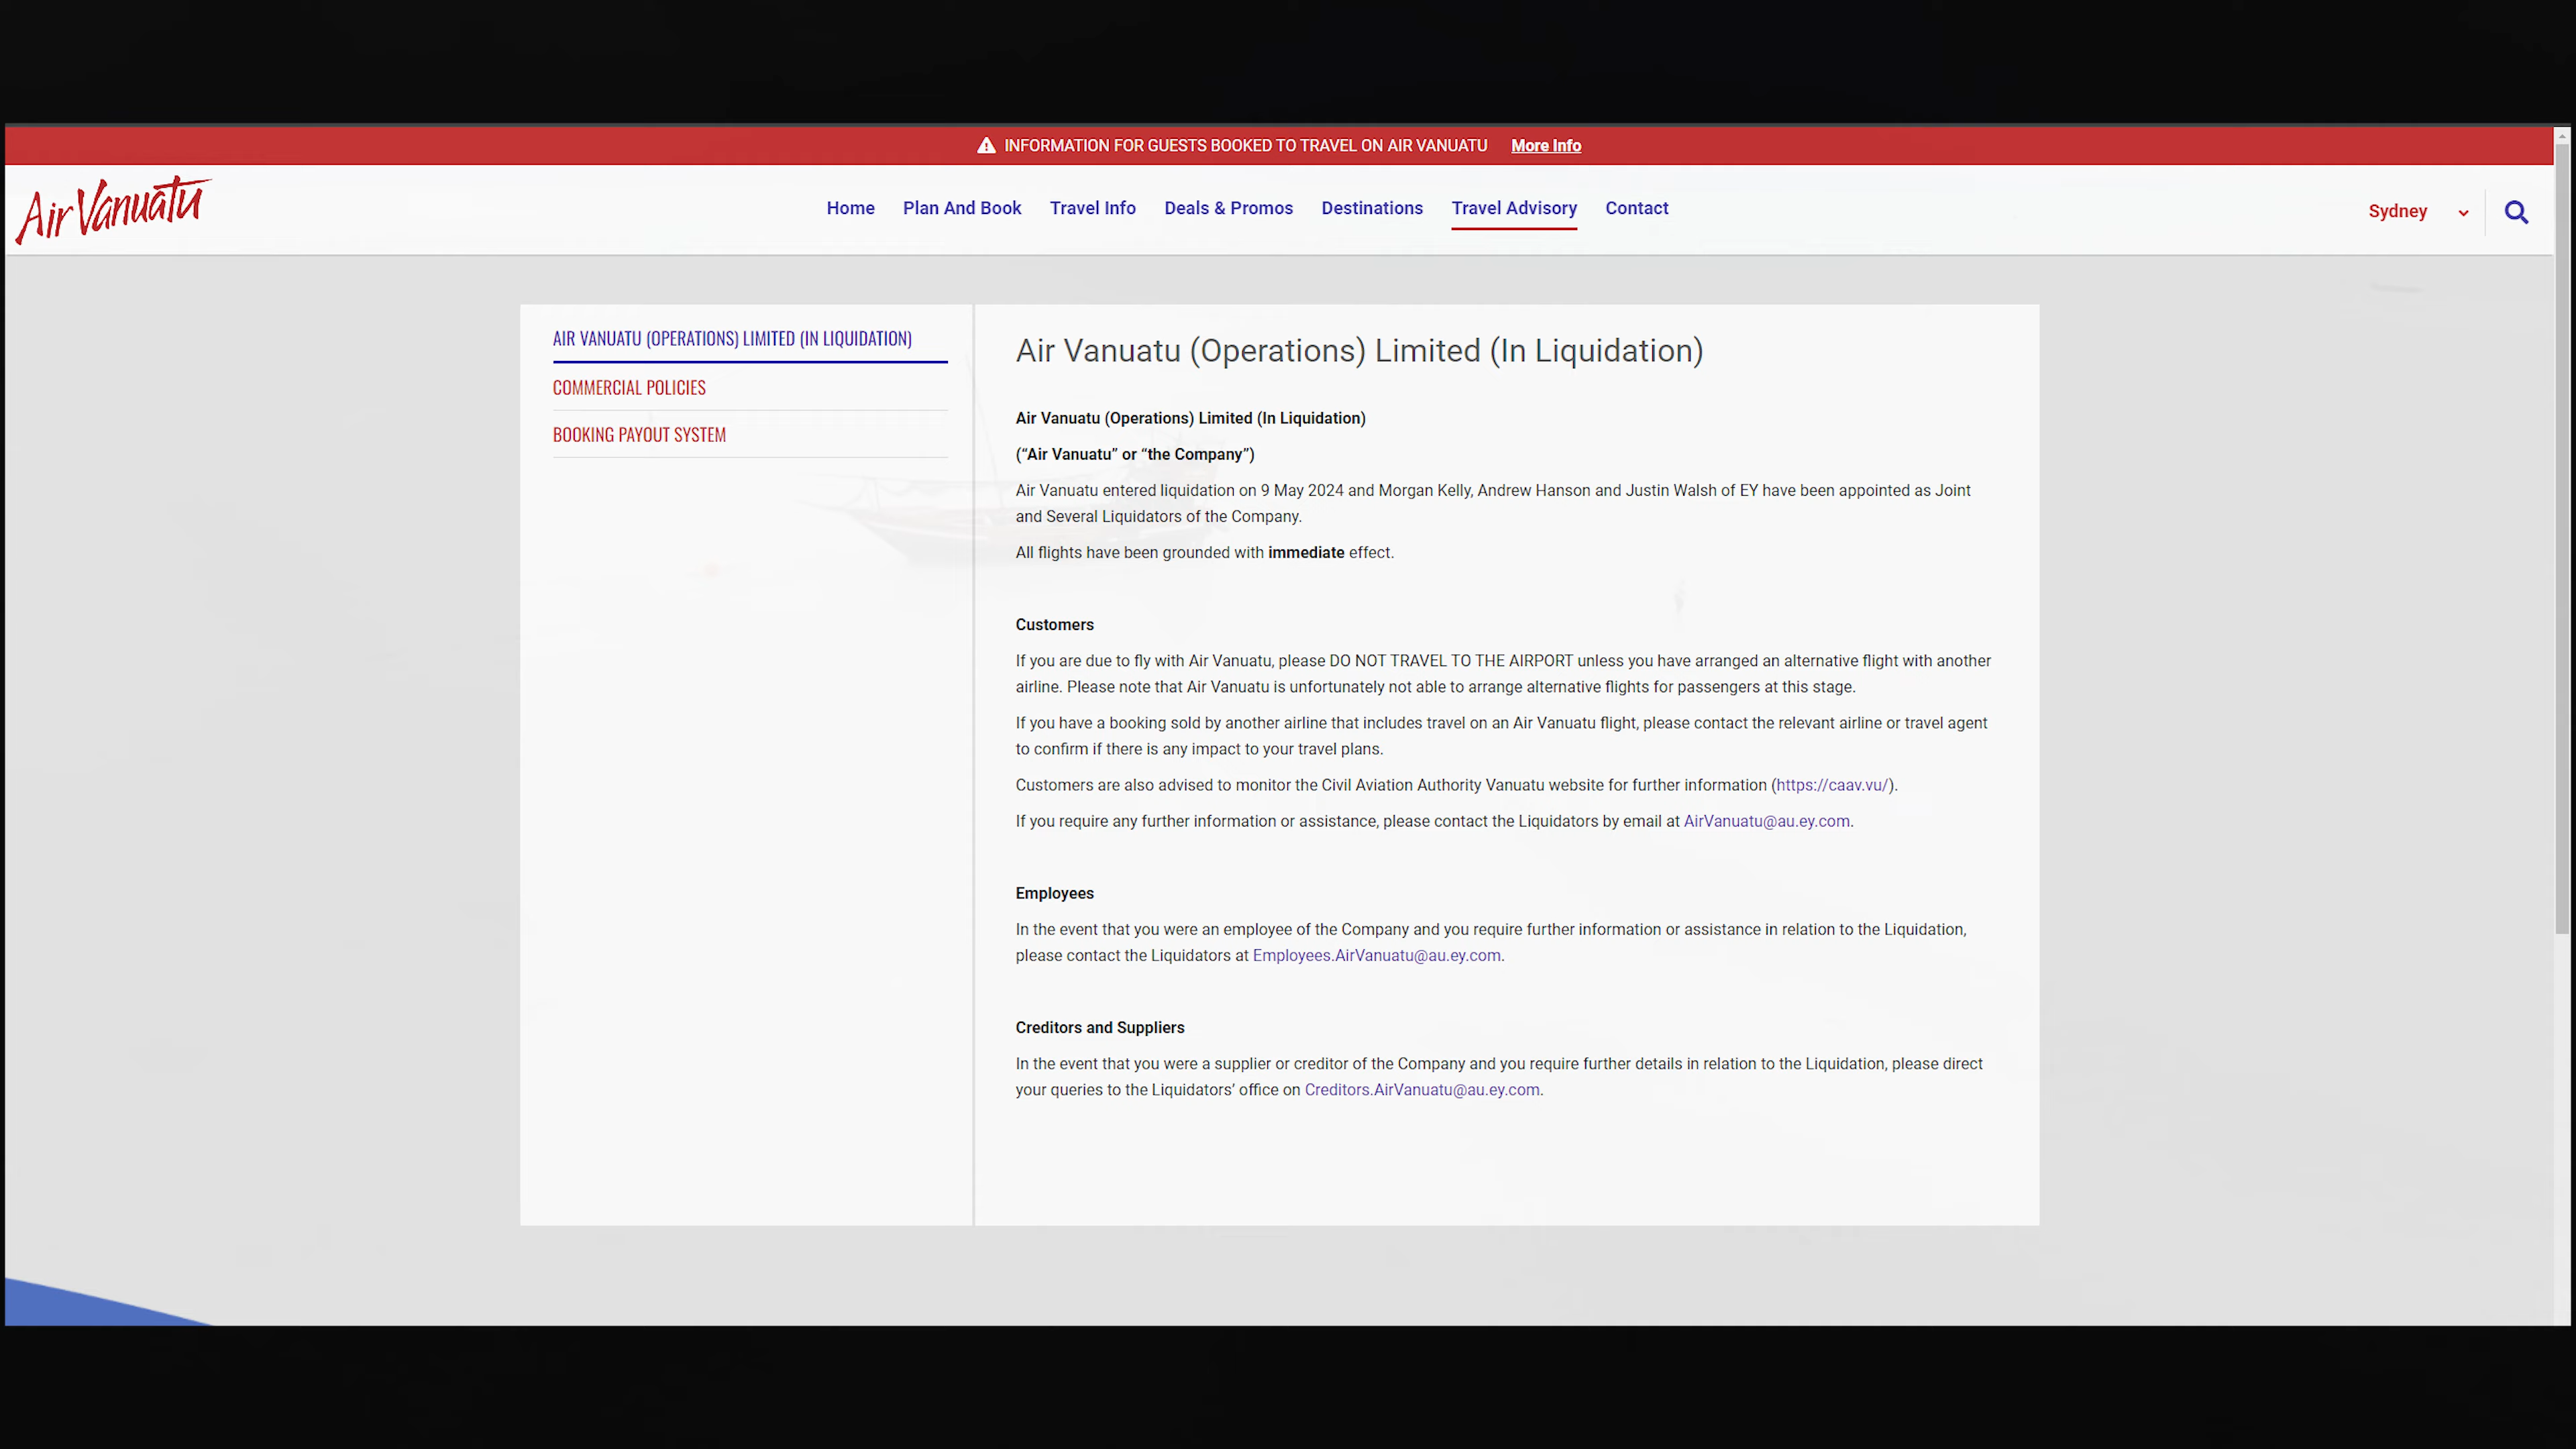 INFORMATION FOR GUESTS BOOKED TO TRAVEL ON AIR VANUATU More Info
Air Vanuatu
Home Plan And Book Travel Info Deals & Promos Destinations Travel Advisory Contact
Sydney
AIR VANUATU (OPERATIONS) LIMITED (IN LIQUIDATION)
COMMERCIAL POLICIES
BOOKING PAYOUT SYSTEM
Air Vanuatu (Operations) Limited (In Liquidation)
Air Vanuatu (Operations) Limited (In Liquidation)
(“Air Vanuatu” or “the Company”)
Air Vanuatu entered liquidation on 9 May 2024 and Morgan Kelly, Andrew Hanson and Justin Walsh of EY have been appointed as Joint
and Several Liquidators of the Company.
All flights have been grounded with immediate effect.
Customers
If you are due to fly with Air Vanuatu, please DO NOT TRAVEL TO THE AIRPORT unless you have arranged an alternative flight with another
airline. Please note that Air Vanuatu is unfortunately not able to arrange alternative flights for passengers at this stage.
If you have a booking sold by another airline that includes travel on an Air Vanuatu flight, please contact the relevant airline or travel agent
to confirm if there is any impact to your travel plans.
Customers are also advised to monitor the Civil Aviation Authority Vanuatu website for further information (https://caav.vu/).
If you require any further information or assistance, please contact the Liquidators by email at AirVanuatu@au.ey.com.
Employees
In the event that you were an employee of the Company and you require further information or assistance in relation to the Liquidation,
please contact the Liquidators at Employees.AirVanuatu@au.ey.com.
Creditors and Suppliers
In the event that you were a supplier or creditor of the Company and you require further details in relation to the Liquidation, please direct
your queries to the Liquidators’ office on Creditors.AirVanuatu@au.ey.com.